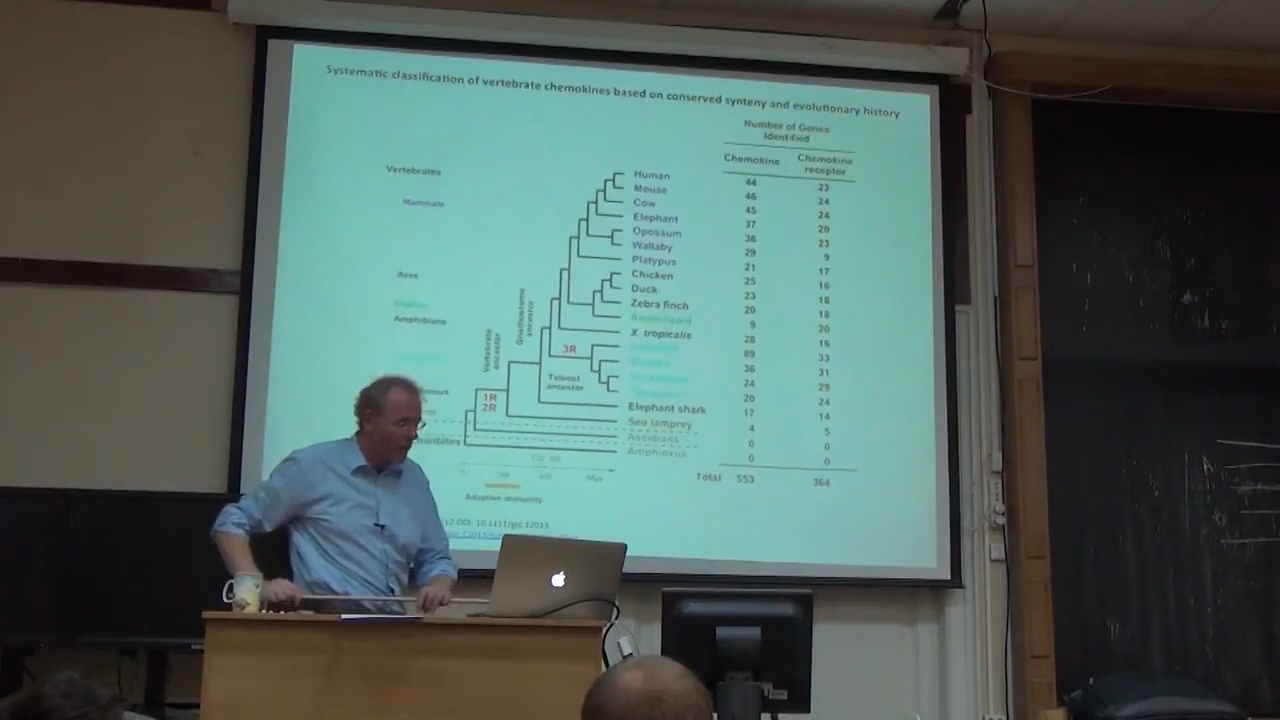 Systematic classification of vertebrate chemokines based on conserved synteny and evolutionary history
Number of Genes
Identified
Chemokine
Chemokine
receptor
Vertebrates
Mammals
Aves
Amphibians
Human 44 23
Mouse 46 24
Cow 45 24
Elephant 37 20
Opossum 36 23
Wallaby 29 9
Platypus 21 17
Chicken 25 16
Duck 23 18
Zebra finch 20 18
Anole lizard 9 20
X. tropicalis 28 16
89 33
36 31
24 29
20 24
Elephant shark 17 14
Sea lamprey 4 5
Ascidians 0 0
Amphioxus 0 0
Total 553 364
Gnathostome
ancestor
Vertebrate
ancestor
3R
Teleost
ancestor
1R
2R
Mya
Adaptive immunity
DOI: 10.1111/